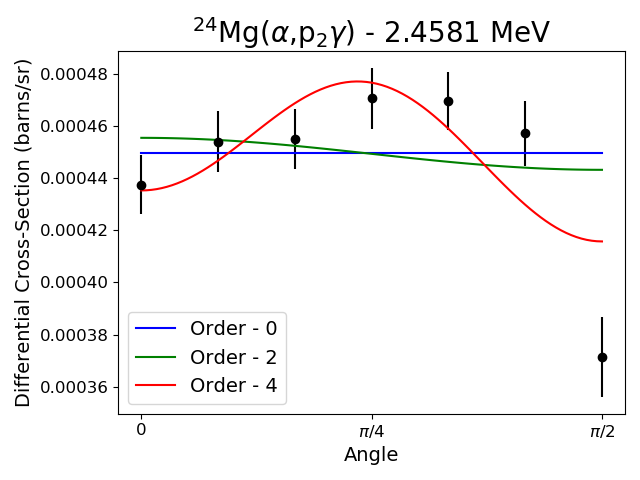 ²⁴Mg(α,p₂γ) - 2.4581 MeV
Differential Cross-Section (barns/sr)
0.00048
0.00046
0.00044
0.00042
0.00040
0.00038
0.00036
Order - 0
Order - 2
Order - 4
0 π/4 π/2
Angle